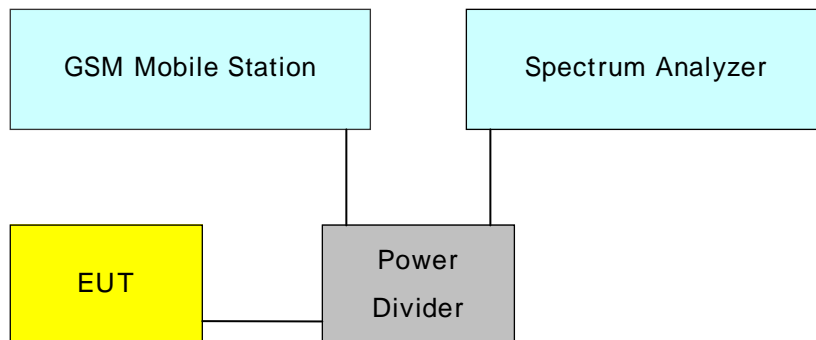 GSM Mobile Station
Spectrum Analyzer
EUT
Power
Divider